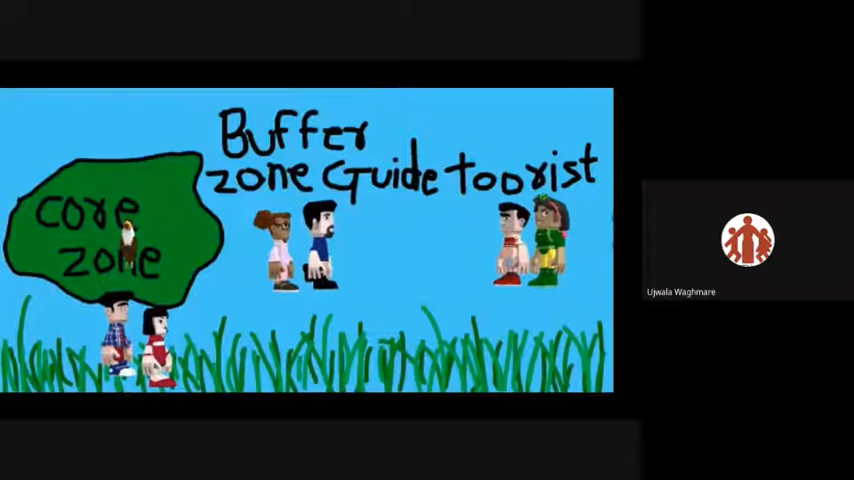 Buffer
zone Guide toorist
core
zone
Ujwala Waghmare